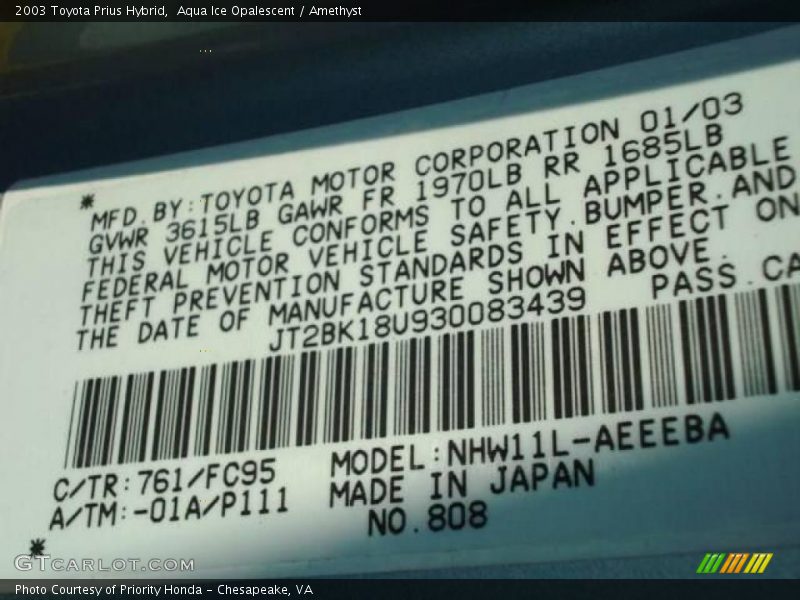 2003 Toyota Prius Hybrid,  Aqua Ice Opalescent / Amethyst
* MFD.BY:TOYOTA MOTOR CORPORATION 01/03
GVWR 3615LB GAWR FR 1970LB RR 1685LB
THIS VEHICLE CONFORMS TO ALL APPLICABLE
FEDERAL MOTOR VEHICLE SAFETY.BUMPER.AND
THEFT PREVENTION STANDARDS IN EFFECT ON
THE DATE OF MANUFACTURE SHOWN ABOVE.
JT2BK18U930083439 PASS.CA
C/TR:761/FC95 MODEL:NHW11L-AEEEBA
A/TM:-01A/P111 MADE IN JAPAN
* NO.808
GTCARLOT.COM
Photo Courtesy of Priority Honda - Chesapeake, VA